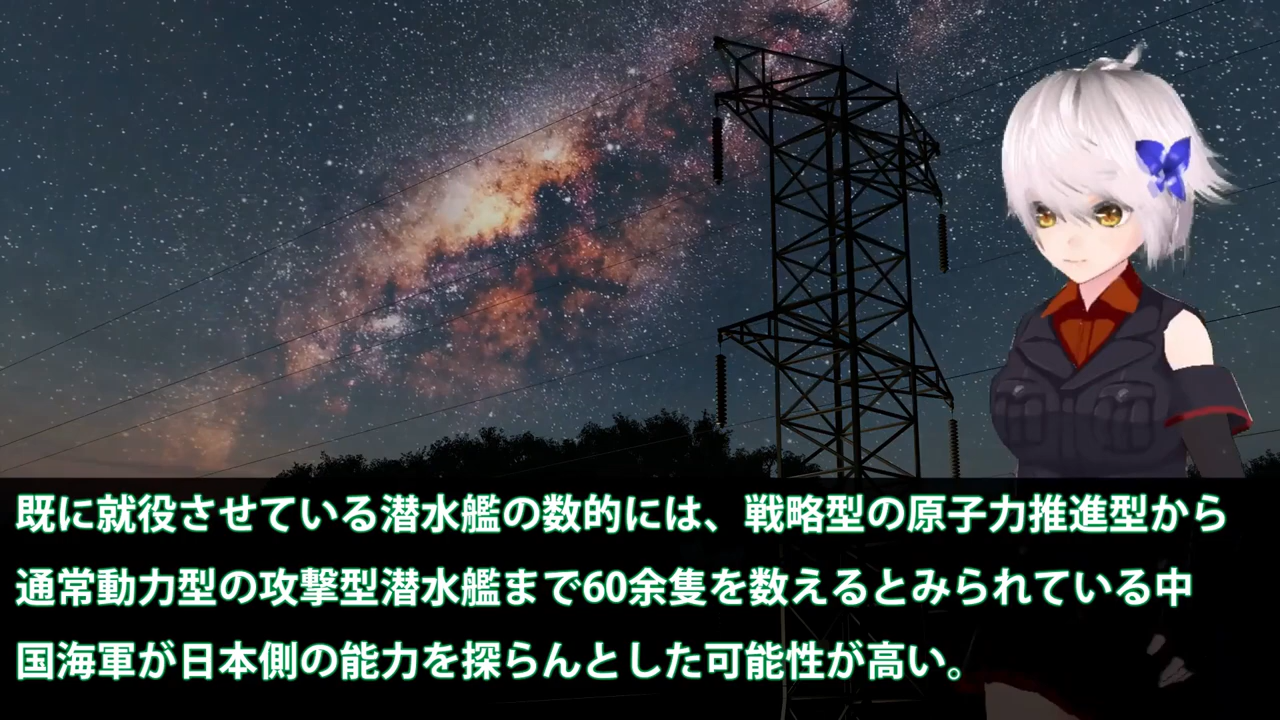 既に就役させている潜水艦の数的には、戦略型の原子力推進型から
通常動力型の攻撃型潜水艦まで60余隻を数えるとみられている中
国海軍が日本側の能力を探らんとした可能性が高い。